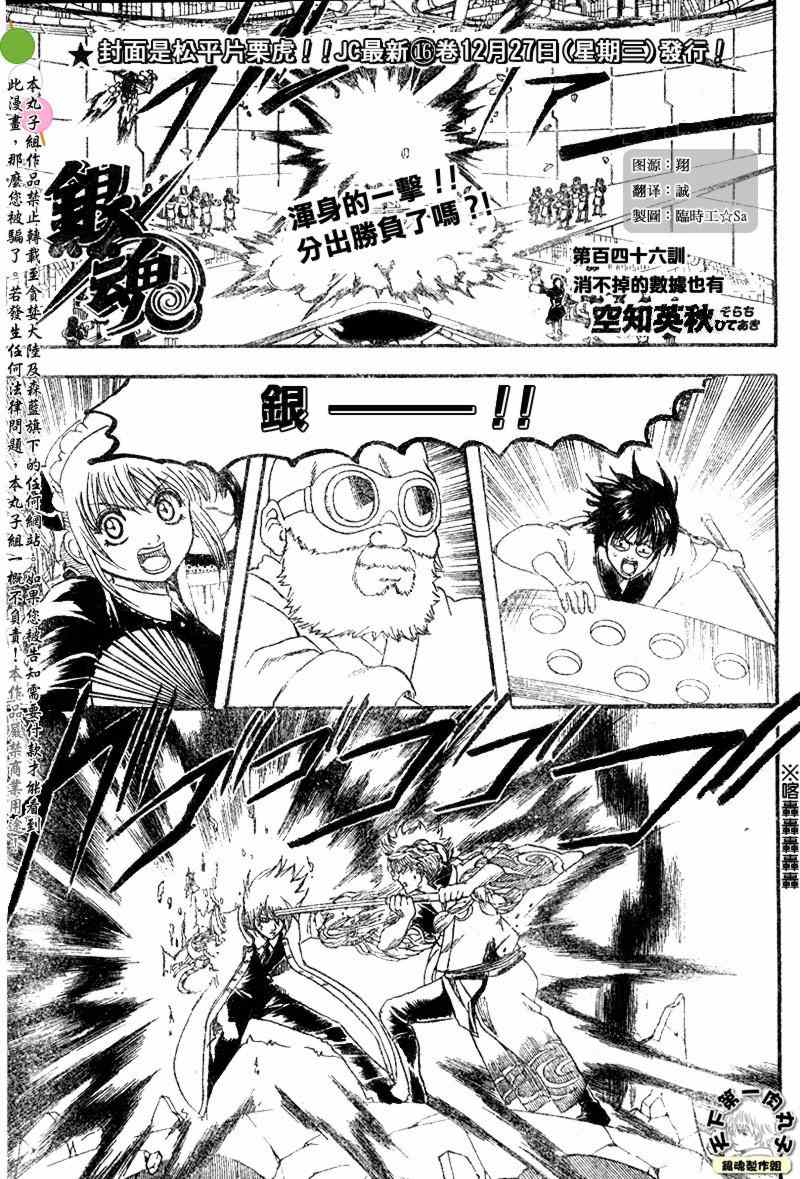 ★封面是松平片栗虎！！JC最新⑯卷12月27日(星期三)發行！
銀魂
渾身的一擊！！
分出勝負了嗎？！
图源：翔
翻译：誠
製圖：臨時工☆Sa
第百四十六訓
消不掉的數據也有
空知英秋
そらち
ひであき
本丸子組作品禁止轉載至貪婪大陸及森藍旗下的任何網站。如果您被告知需要付款才能看到
此漫畫，那麼您被騙了。若發生任何法律問題，本丸子組一概不負責！本作品嚴禁商業用途！
銀━━━！！
※喀轟轟轟轟轟
天下第一肉丸子
銀魂製作組